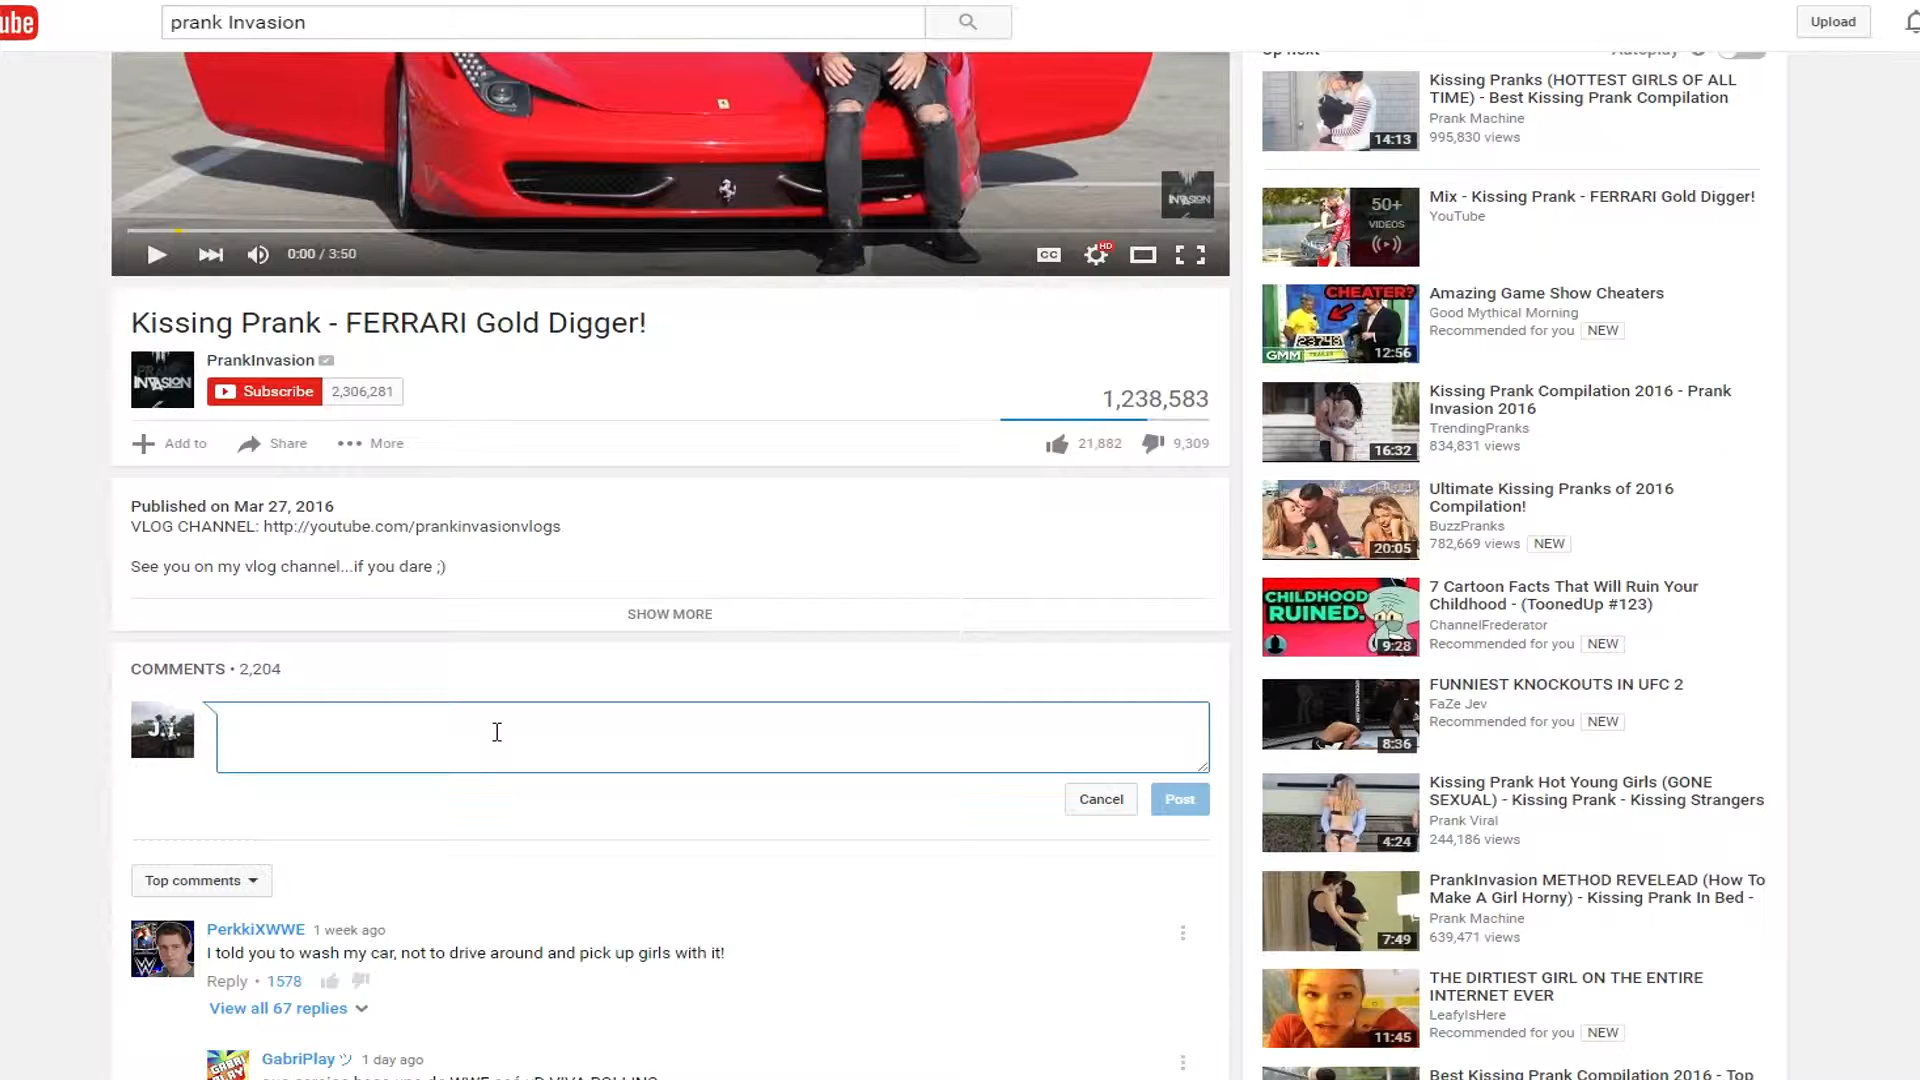 ube
prank Invasion
Upload
INVASION
0:00 / 3:50
CC
HD
Kissing Prank - FERRARI Gold Digger!
INVASION
PrankInvasion
Subscribe 2,306,281
1,238,583
Add to
Share
More
21,882
9,309
Published on Mar 27, 2016
VLOG CHANNEL: http://youtube.com/prankinvasionvlogs
See you on my vlog channel...if you dare ;)
SHOW MORE
COMMENTS • 2,204
J.Y.
Cancel
Post
Top comments
PerkkiXWWE 1 week ago
I told you to wash my car, not to drive around and pick up girls with it!
Reply • 1578
View all 67 replies
GABRI PLAY
GabriPlay ツ 1 day ago
Up next
Autoplay
14:13
Kissing Pranks (HOTTEST GIRLS OF ALL
TIME) - Best Kissing Prank Compilation
Prank Machine
995,830 views
50+
VIDEOS
Mix - Kissing Prank - FERRARI Gold Digger!
YouTube
CHEATER?
GMM
12:56
Amazing Game Show Cheaters
Good Mythical Morning
Recommended for you NEW
16:32
Kissing Prank Compilation 2016 - Prank
Invasion 2016
TrendingPranks
834,831 views
20:05
Ultimate Kissing Pranks of 2016
Compilation!
BuzzPranks
782,669 views NEW
CHILDHOOD
RUINED.
9:28
7 Cartoon Facts That Will Ruin Your
Childhood - (ToonedUp #123)
ChannelFrederator
Recommended for you NEW
8:36
FUNNIEST KNOCKOUTS IN UFC 2
FaZe Jev
Recommended for you NEW
4:24
Kissing Prank Hot Young Girls (GONE
SEXUAL) - Kissing Prank - Kissing Strangers
Prank Viral
244,186 views
7:49
PrankInvasion METHOD REVELEAD (How To
Make A Girl Horny) - Kissing Prank In Bed -
Prank Machine
639,471 views
11:45
THE DIRTIEST GIRL ON THE ENTIRE
INTERNET EVER
LeafyIsHere
Recommended for you NEW
Best Kissing Prank Compilation 2016 - Top